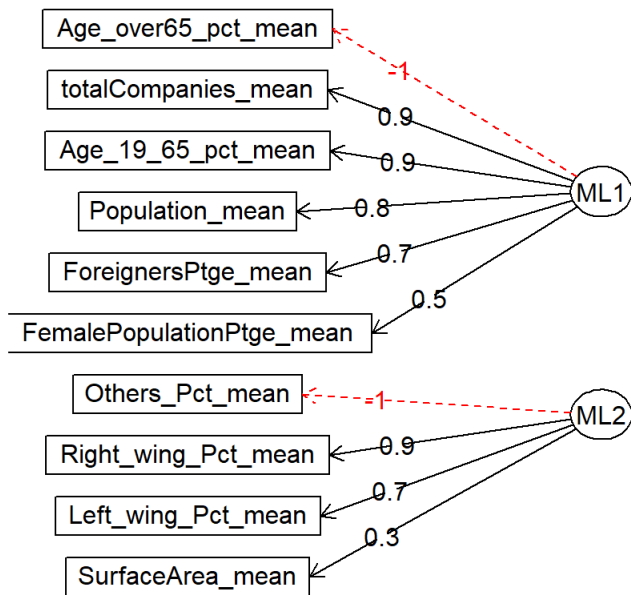 Age_over65_pct_mean
-1
totalCompanies_mean
0.9
Age_19_65_pct_mean
0.9
ML1
Population_mean
0.8
ForeignersPtge_mean
0.7
FemalePopulationPtge_mean
0.5
Others_Pct_mean
-1
ML2
Right_wing_Pct_mean
0.9
Left_wing_Pct_mean
0.7
SurfaceArea_mean
0.3